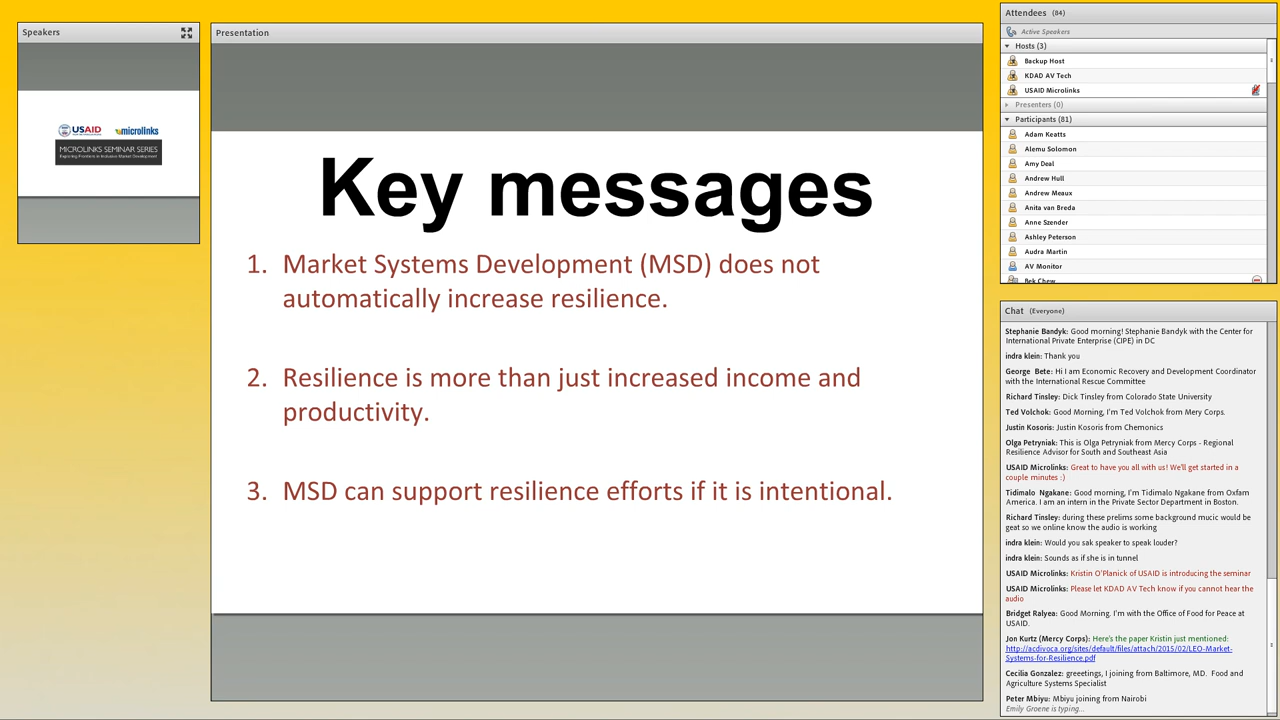 Speakers
USAID
microlinks
MICROLINKS SEMINAR SERIES
Exploring Frontiers in Inclusive Market Development
Presentation
Key messages
1. Market Systems Development (MSD) does not
automatically increase resilience.
2. Resilience is more than just increased income and
productivity.
3. MSD can support resilience efforts if it is intentional.
Attendees (84)
Active Speakers
Hosts (3)
Backup Host
KDAD AV Tech
USAID Microlinks
Presenters (0)
Participants (81)
Adam Keatts
Alemu Solomon
Amy Deal
Andrew Hull
Andrew Meaux
Anita van Breda
Anne Szender
Ashley Peterson
Audra Martin
AV Monitor
Bek Chew
Chat (Everyone)
Stephanie Bandyk: Good morning! Stephanie Bandyk with the Center for
International Private Enterprise (CIPE) in DC
indra klein: Thank you
George Bete: Hi I am Economic Recovery and Development Coordinator
with the International Rescue Committee
Richard Tinsley: Dick Tinsley from Colorado State University
Ted Volchok: Good Morning, I'm Ted Volchok from Mery Corps.
Justin Kosoris: Justin Kosoris from Chemonics
Olga Petryniak: This is Olga Petryniak from Mercy Corps - Regional
Resilience Advisor for South and Southeast Asia
USAID Microlinks: Great to have you all with us! We'll get started in a
couple minutes :)
Tidimalo Ngakane: Good morning, I'm Tidimalo Ngakane from Oxfam
America. I am an intern in the Private Sector Department in Boston.
Richard Tinsley: during these prelims some background mucic would be
geat so we online know the audio is working
indra klein: Would you sak speaker to speak louder?
indra klein: Sounds as if she is in tunnel
USAID Microlinks: Kristin O'Planick of USAID is introducing the seminar
USAID Microlinks: Please let KDAD AV Tech know if you cannot hear the
audio
Bridget Ralyea: Good Morning. I'm with the Office of Food for Peace at
USAID.
Jon Kurtz (Mercy Corps): Here's the paper Kristin just mentioned:
http://acdivoca.org/sites/default/files/attach/2015/02/LEO-Market-
Systems-for-Resilience.pdf
Cecilia Gonzalez: greeetings, I joining from Baltimore, MD. Food and
Agriculture Systems Specialist
Peter Mbiyu: Mbiyu joining from Nairobi
Emily Groene is typing...